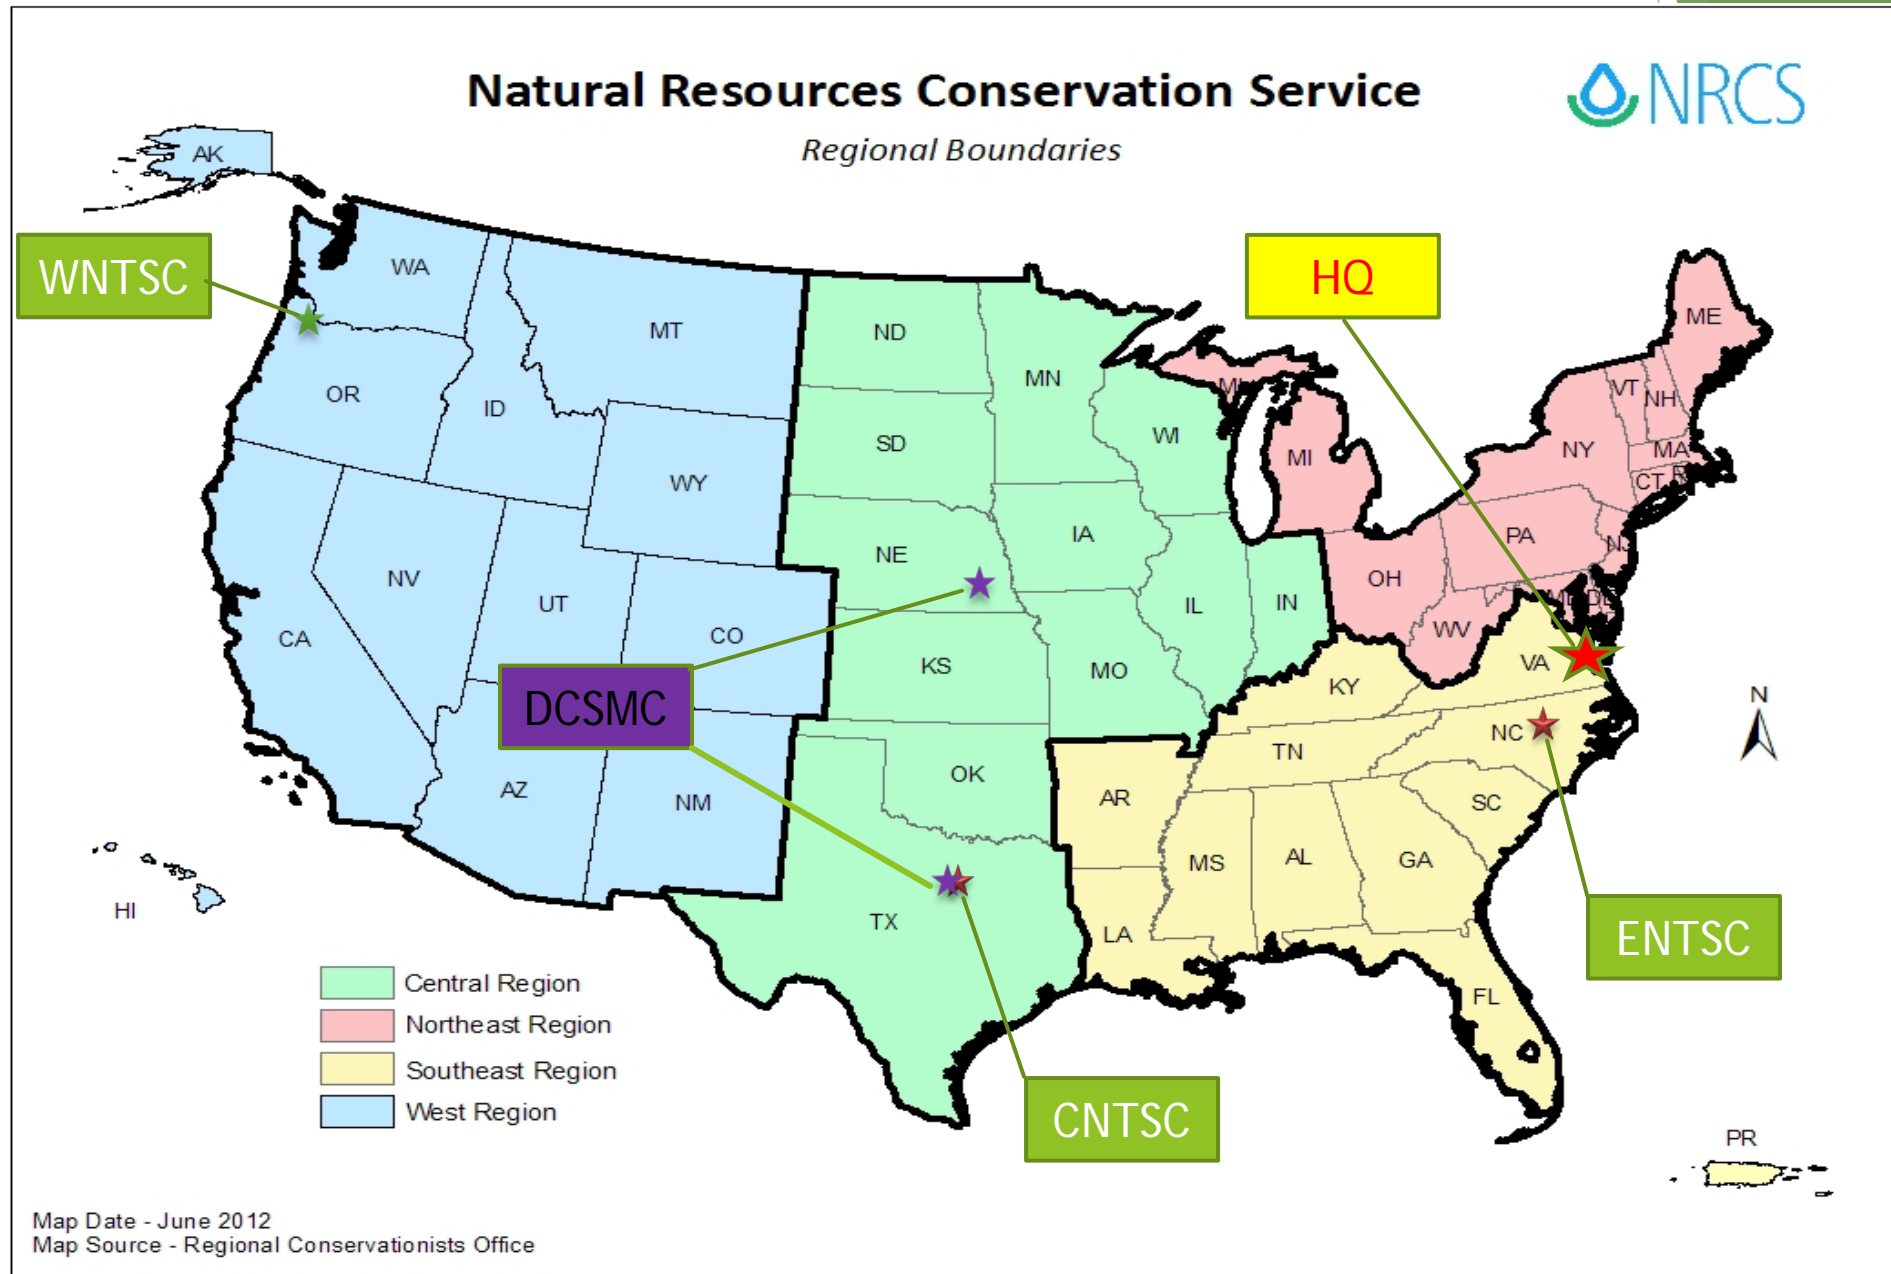 Natural Resources Conservation Service
NRCS
Regional Boundaries
AK
WNTSC
WA
HQ
MT
ND
MN
ME
OR
ID
SD
WI
MI
MI
VT
NH
NY
MA
CT
WY
NE
IA
PA
NJ
NV
UT
CO
IL
IN
OH
MD
DE
WV
CA
KS
MO
VA
KY
DCSMC
N
NC
TN
OK
AZ
NM
AR
SC
MS
AL
GA
HI
TX
LA
ENTSC
FL
Central Region
Northeast Region
Southeast Region
West Region
CNTSC
PR
Map Date - June 2012
Map Source - Regional Conservationists Office